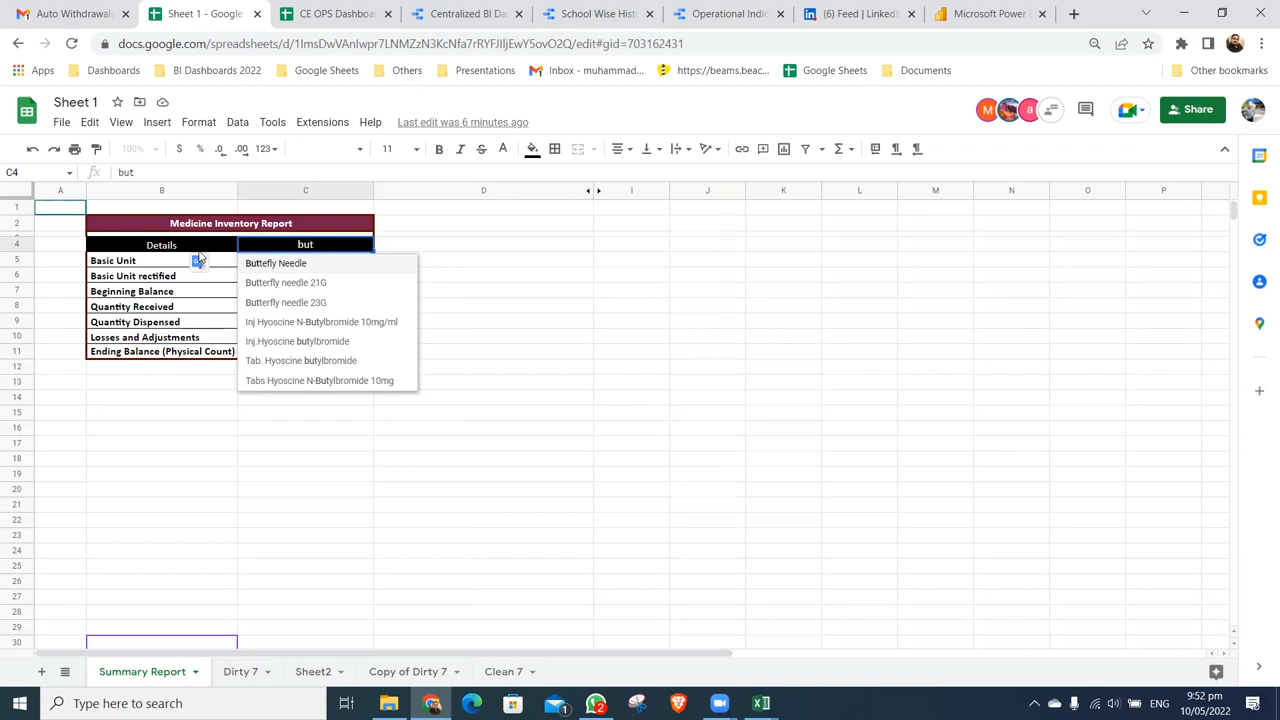 Auto Withdrawals
Sheet 1 - Google
CE OPS Dashboa
Centralized BI Da
School Wise Hist
Operational Indic
(6) Feed | LinkedI
Microsoft Power
docs.google.com/spreadsheets/d/1ImsDwVAnIwpr7LNMZzN3KcNfa7rRYFJIljEwY5vvO2Q/edit#gid=703162431
Apps
Dashboards
BI Dashboards 2022
Google Sheets
Others
Presentations
Inbox - muhammad...
https://beams.beac...
Google Sheets
Documents
Other bookmarks
Sheet 1
File Edit View Insert Format Data Tools Extensions Help Last edit was 6 minutes ago
M
a
Share
100% $ % .0 .00 123 11 B I S A
C4 fx but
A B C D I J K L M N O P
1
2 Medicine Inventory Report
4 Details but
5 Basic Unit
6 Basic Unit rectified
7 Beginning Balance
8 Quantity Received
9 Quantity Dispensed
10 Losses and Adjustments
11 Ending Balance (Physical Count)
Buttefly Needle
Butterfly needle 21G
Butterfly needle 23G
Inj Hyoscine N-Butylbromide 10mg/ml
Inj.Hyoscine butylbromide
Tab. Hyoscine butylbromide
Tabs Hyoscine N-Butylbromide 10mg
12
13
14
15
16
17
18
19
20
21
22
23
24
25
26
27
28
29
30
Summary Report
Dirty 7
Sheet2
Copy of Dirty 7
Clean 7
Type here to search
1
2
9:52 pm
10/05/2022